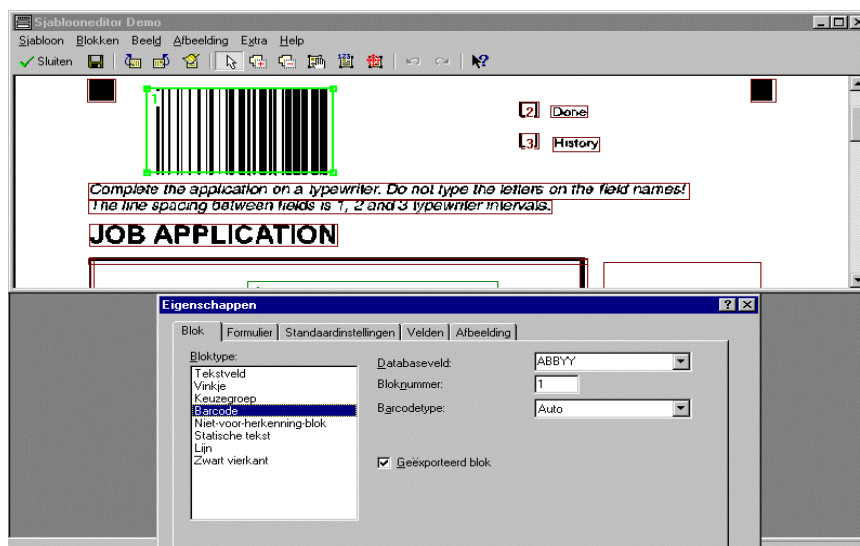 Sjablooneditor Demo
Sjabloon Blokken Beeld Afbeelding Extra Help
Sluiten
1
[2] Done
[3] History
Complete the application on a typewriter. Do not type the letters on the field names!
The line spacing between fields is 1, 2 and 3 typewriter intervals.
JOB APPLICATION
Eigenschappen
Blok Formulier Standaardinstellingen Velden Afbeelding
Bloktype:
Tekstveld
Vinkje
Keuzegroep
Barcode
Niet-voor-herkenning-blok
Statische tekst
Lijn
Zwart vierkant
Databaseveld: ABBYY
Bloknummer: 1
Barcodetype: Auto
Geëxporteerd blok